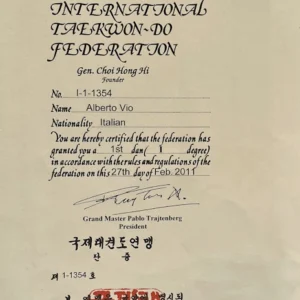 INTERNATIONAL
TAEKWON-DO
FEDERATION
Gen. Choi Hong Hi
Founder
No. I-1-1354
Name Alberto Vio
Nationality Italian
You are hereby certified that the federation has
granted you a 1st dan( I degree)
in accordance with the rules and regulations of the
federation on this 27th day of Feb. 2011
Grand Master Pablo Trajtenberg
President
국제태권도연맹
단증
제 1-1354 호